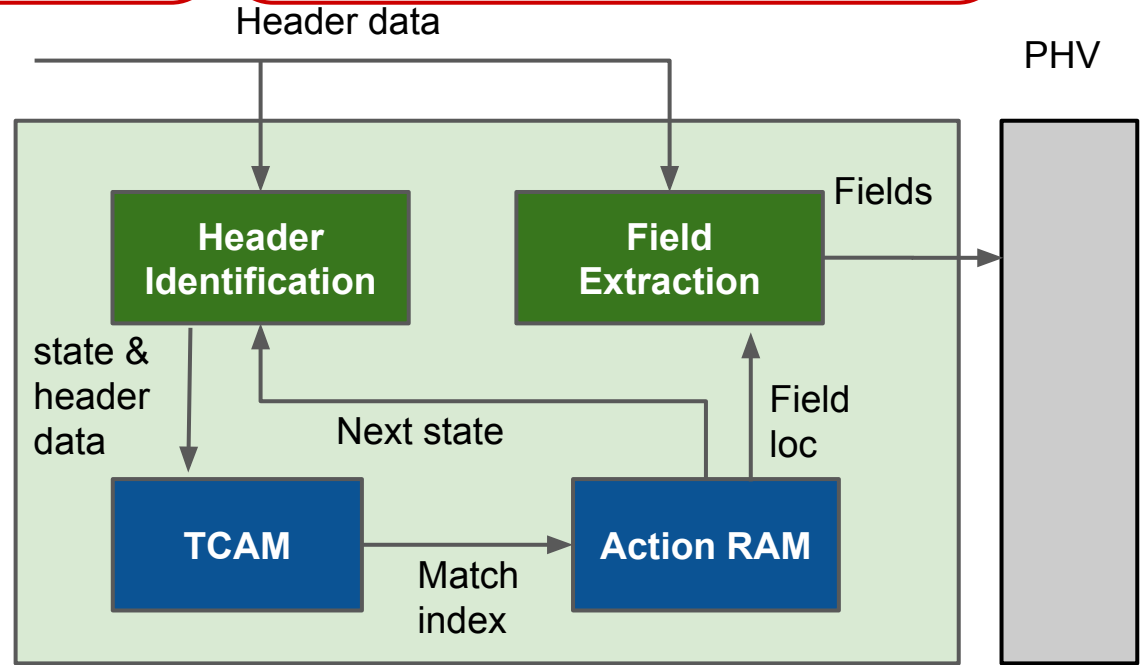 Header data
PHV
Header
Identification
Field
Extraction
Fields
state &
header
data
Next state
Field
loc
TCAM
Match
index
Action RAM